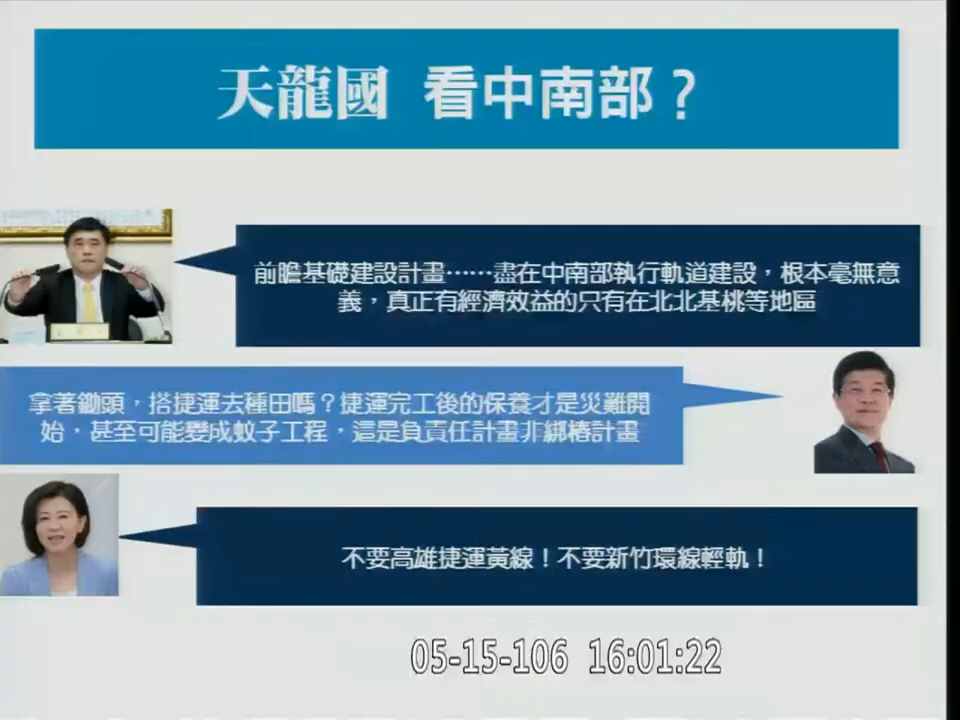 天龍國 看中南部？
前瞻基礎建設計畫……盡在中南部執行軌道建設，根本毫無意
義，真正有經濟效益的只有在北北基桃等地區
拿著鋤頭，搭捷運去種田嗎？捷運完工後的保養才是災難開
始，甚至可能變成蚊子工程，這是負責任計畫非綁樁計畫
不要高雄捷運黃線！不要新竹環線輕軌！
05-15-106 16:01:22